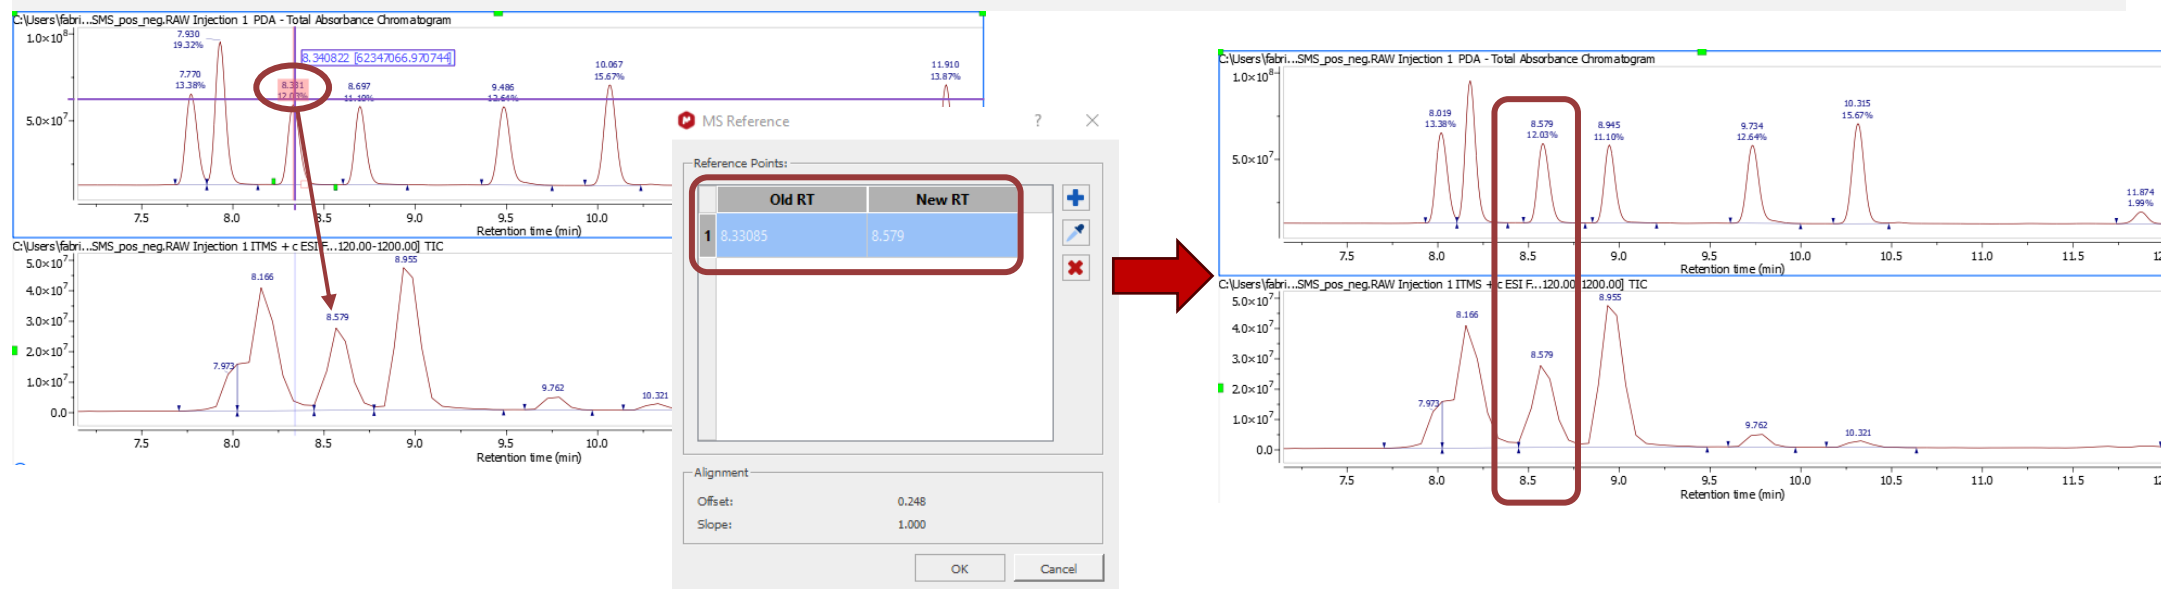 C:\Users\fabri...SMS_pos_neg.RAW Injection 1 PDA - Total Absorbance Chromatogram
1.0×10⁸
5.0×10⁷
7.770
13.38%
7.930
19.32%
8.340822 [62347066.970744]
8.331
12.03%
8.697
11.10%
9.486
12.64%
10.067
15.67%
11.910
13.87%
7.5 8.0 8.5 9.0 9.5 10.0
Retention time (min)
C:\Users\fabri...SMS_pos_neg.RAW Injection 1 ITMS + c ESI F...120.00-1200.00] TIC
5.0×10⁷
4.0×10⁷
3.0×10⁷
2.0×10⁷
1.0×10⁷
0.0
7.973
8.166
8.579
8.955
9.762
10.321
7.5 8.0 8.5 9.0 9.5 10.0
Retention time (min)
MS Reference ? ×
Reference Points:
Old RT New RT
1 8.33085 8.579
Alignment
Offset: 0.248
Slope: 1.000
OK Cancel
C:\Users\fabri...SMS_pos_neg.RAW Injection 1 PDA - Total Absorbance Chromatogram
1.0×10⁸
5.0×10⁷
8.019
13.38%
8.579
12.03%
8.945
11.10%
9.734
12.64%
10.315
15.67%
11.874
1.99%
7.5 8.0 8.5 9.0 9.5 10.0 10.5 11.0 11.5 12
Retention time (min)
C:\Users\fabri...SMS_pos_neg.RAW Injection 1 ITMS + c ESI F...120.00-1200.00] TIC
5.0×10⁷
4.0×10⁷
3.0×10⁷
2.0×10⁷
1.0×10⁷
0.0
7.973
8.166
8.579
8.955
9.762
10.321
7.5 8.0 8.5 9.0 9.5 10.0 10.5 11.0 11.5 12
Retention time (min)